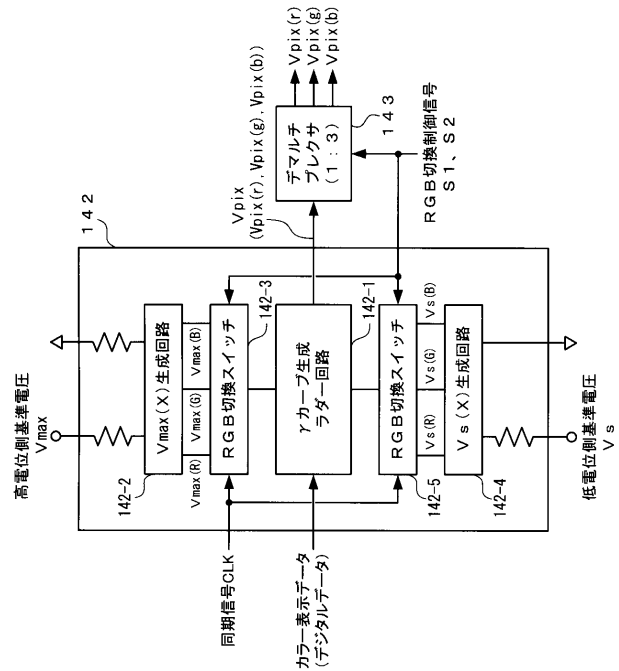 高電位側基準電圧
Vmax
142
Vmax(X)生成回路
142-2
Vmax(R)
Vmax(G)
Vmax(B)
RGB切換スイッチ
142-3
同期信号CLK
カラー表示データ
(デジタルデータ)
γカーブ生成
ラダー回路
142-1
Vpix
(Vpix(r),Vpix(g),Vpix(b))
デマルチ
プレクサ
(1:3)
143
Vpix(r)
Vpix(g)
Vpix(b)
RGB切換制御信号
S1、S2
RGB切換スイッチ
142-5
Vs(R)
Vs(G)
Vs(B)
Vs(X)生成回路
142-4
低電位側基準電圧
Vs